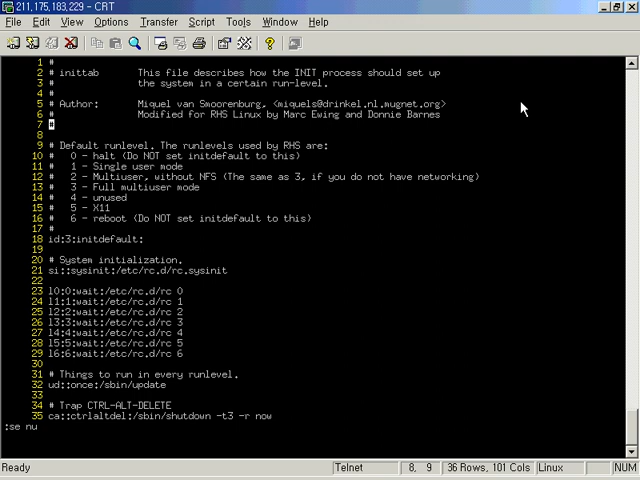 211,175,183,229 - CRT
File Edit View Options Transfer Script Tools Window Help
1 #
2 # inittab This file describes how the INIT process should set up
3 # the system in a certain run-level.
4 #
5 # Author: Miquel van Smoorenburg, <miquels@drinkel.nl.mugnet.org>
6 # Modified for RHS Linux by Marc Ewing and Donnie Barnes
7 #
8
9 # Default runlevel. The runlevels used by RHS are:
10 # 0 - halt (Do NOT set initdefault to this)
11 # 1 - Single user mode
12 # 2 - Multiuser, without NFS (The same as 3, if you do not have networking)
13 # 3 - Full multiuser mode
14 # 4 - unused
15 # 5 - X11
16 # 6 - reboot (Do NOT set initdefault to this)
17 #
18 id:3:initdefault:
19
20 # System initialization.
21 si::sysinit:/etc/rc.d/rc.sysinit
22
23 l0:0:wait:/etc/rc.d/rc 0
24 l1:1:wait:/etc/rc.d/rc 1
25 l2:2:wait:/etc/rc.d/rc 2
26 l3:3:wait:/etc/rc.d/rc 3
27 l4:4:wait:/etc/rc.d/rc 4
28 l5:5:wait:/etc/rc.d/rc 5
29 l6:6:wait:/etc/rc.d/rc 6
30
31 # Things to run in every runlevel.
32 ud::once:/sbin/update
33
34 # Trap CTRL-ALT-DELETE
35 ca::ctrlaltdel:/sbin/shutdown -t3 -r now
:se nu
Ready Telnet 8, 9 36 Rows, 101 Cols Linux NUM